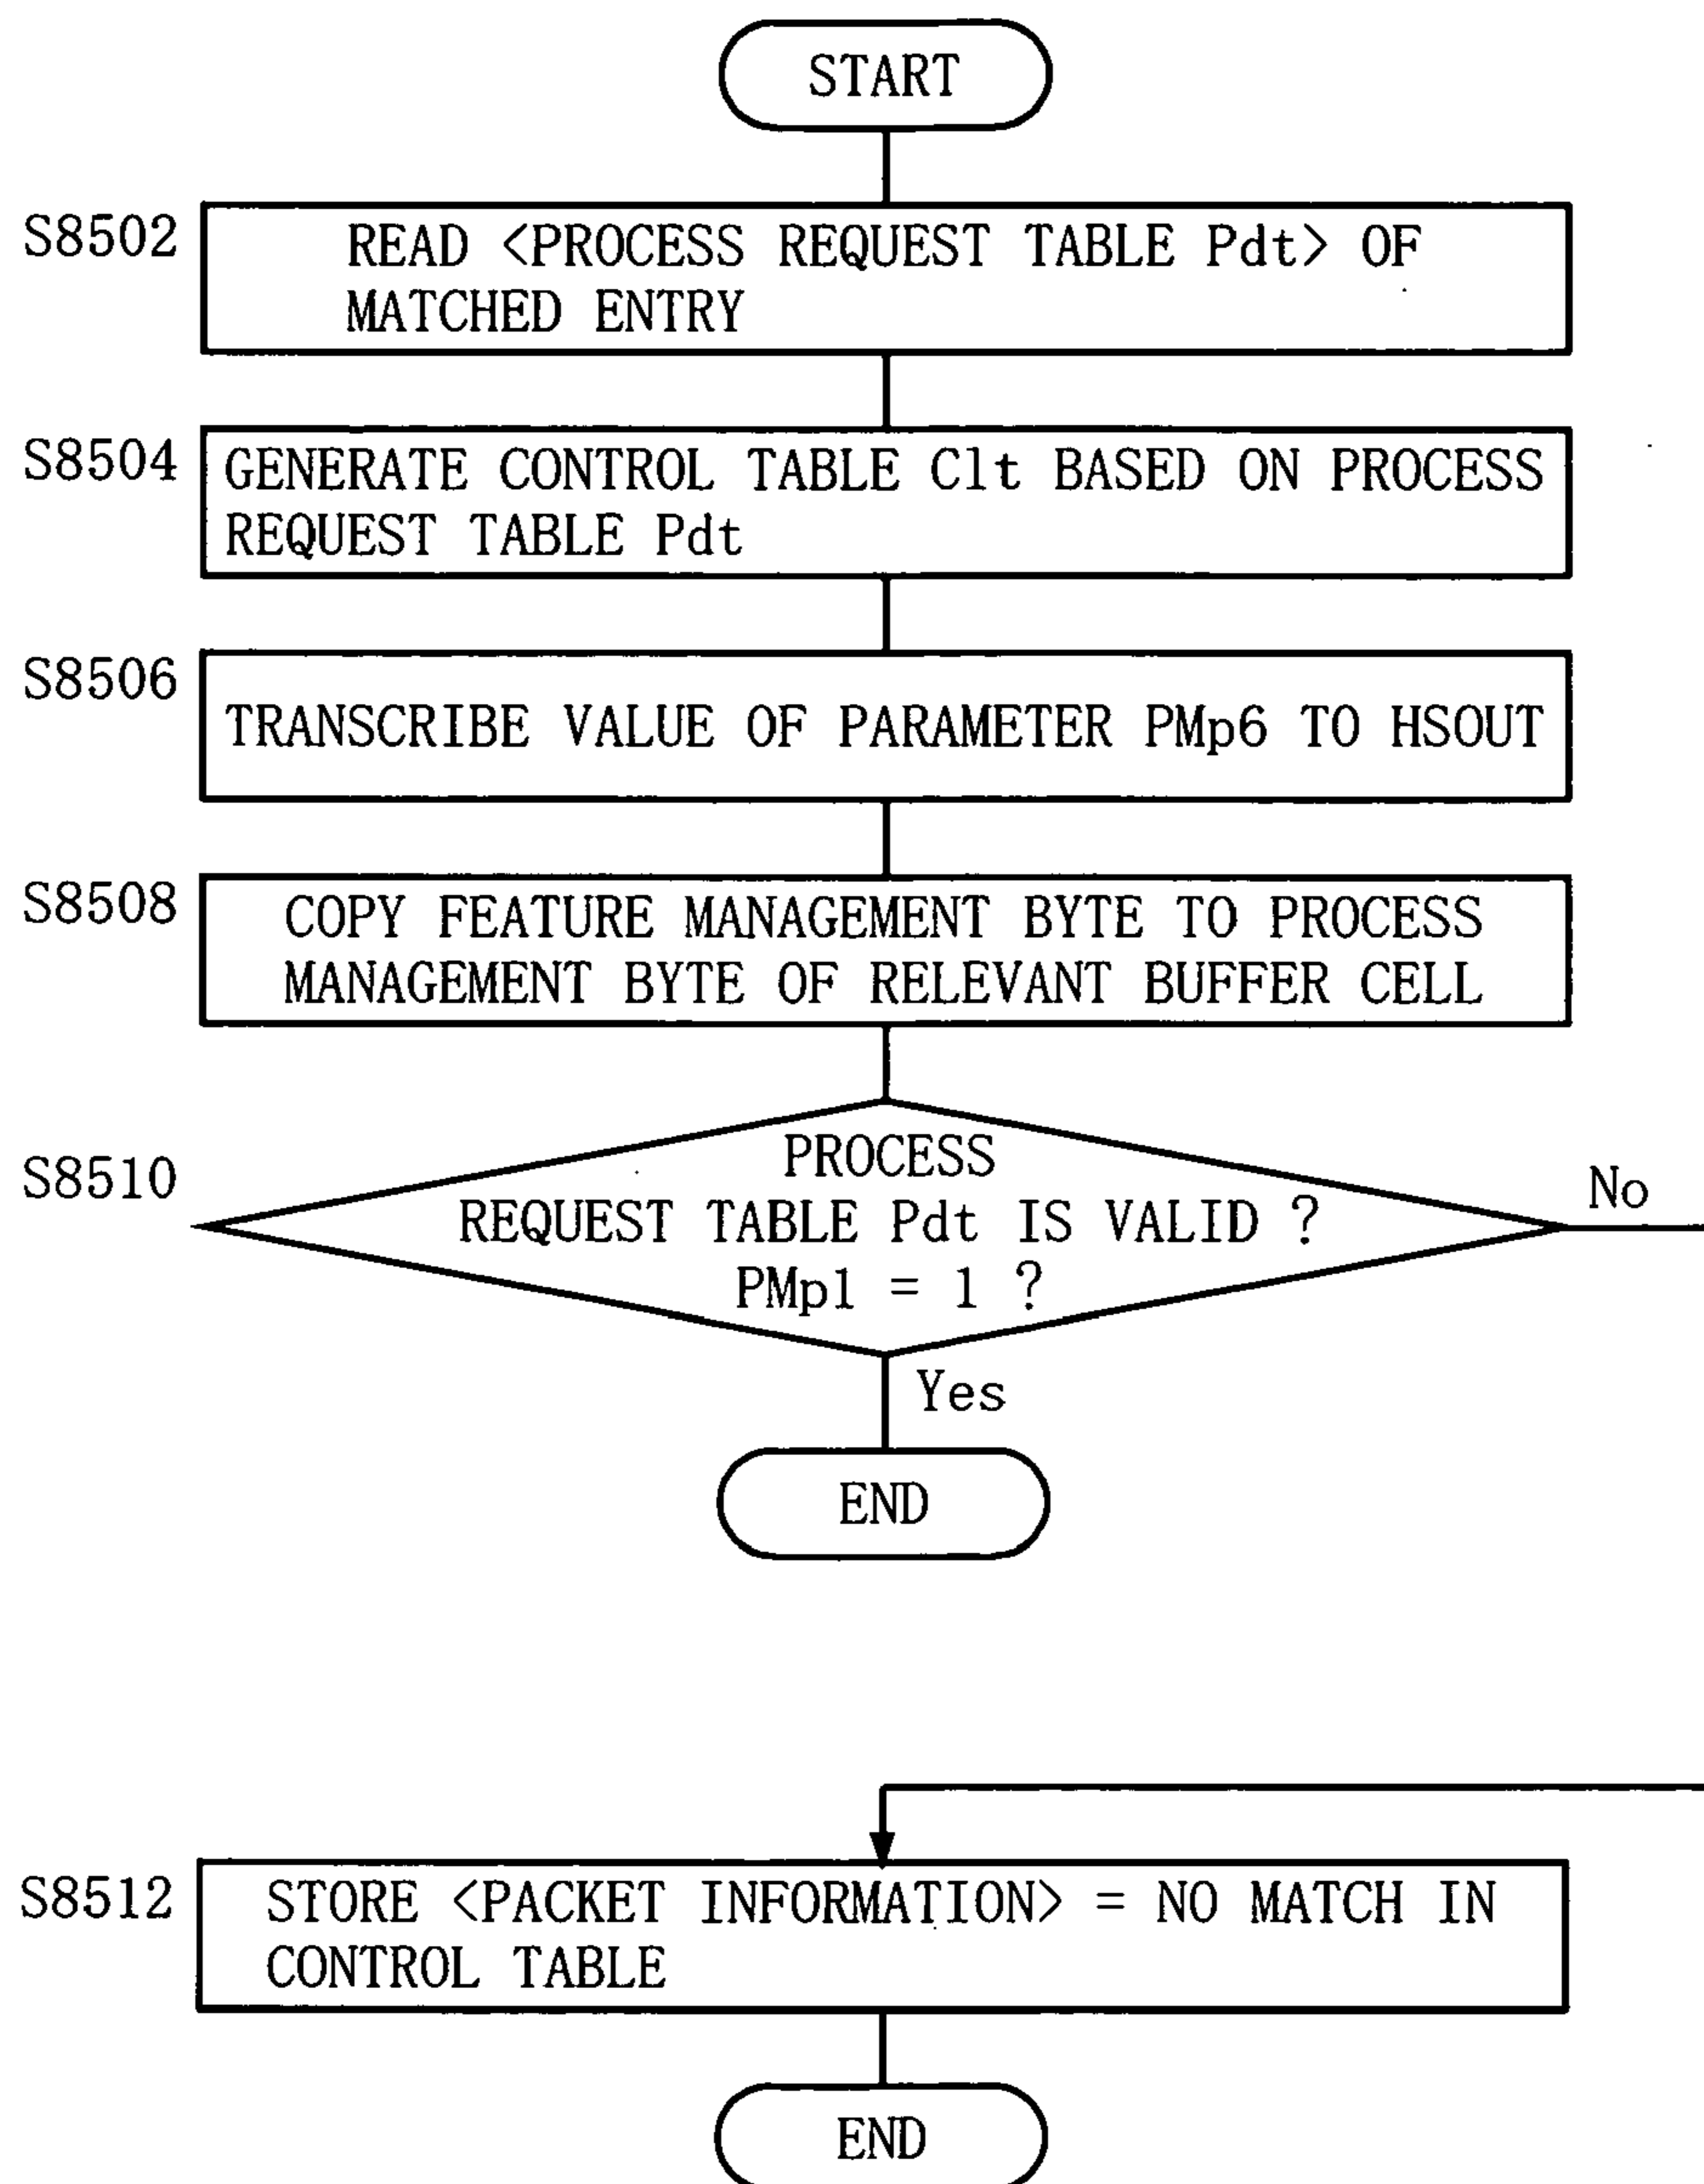 START
S8502
READ <PROCESS REQUEST TABLE Pdt> OF
MATCHED ENTRY
S8504
GENERATE CONTROL TABLE Clt BASED ON PROCESS
REQUEST TABLE Pdt
S8506
TRANSCRIBE VALUE OF PARAMETER PMp6 TO HSOUT
S8508
COPY FEATURE MANAGEMENT BYTE TO PROCESS
MANAGEMENT BYTE OF RELEVANT BUFFER CELL
S8510
PROCESS
REQUEST TABLE Pdt IS VALID ?
PMp1 = 1 ?
No
Yes
END
S8512
STORE <PACKET INFORMATION> = NO MATCH IN
CONTROL TABLE
END